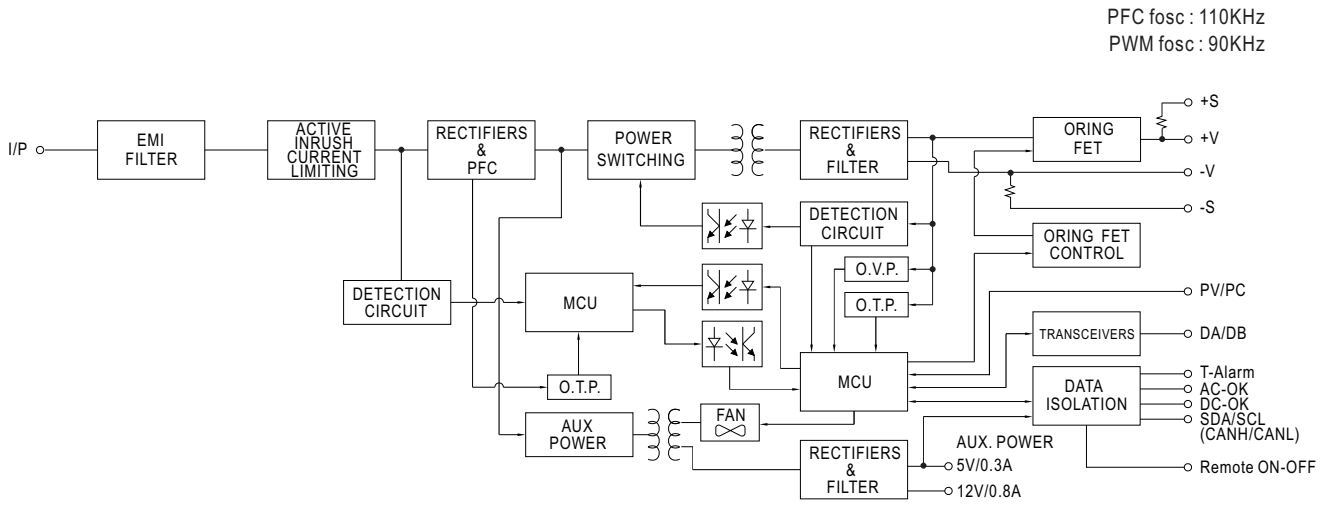 PFC fosc : 110KHz
PWM fosc : 90KHz
I/P
EMI
FILTER
ACTIVE
INRUSH
CURRENT
LIMITING
RECTIFIERS
&
PFC
POWER
SWITCHING
RECTIFIERS
&
FILTER
ORING
FET
+S
+V
-V
-S
DETECTION
CIRCUIT
ORING FET
CONTROL
O.V.P.
O.T.P.
DETECTION
CIRCUIT
MCU
PV/PC
TRANSCEIVERS
DA/DB
MCU
O.T.P.
DATA
ISOLATION
T-Alarm
AC-OK
DC-OK
SDA/SCL
(CANH/CANL)
AUX
POWER
FAN
RECTIFIERS
&
FILTER
AUX. POWER
5V/0.3A
12V/0.8A
Remote ON-OFF